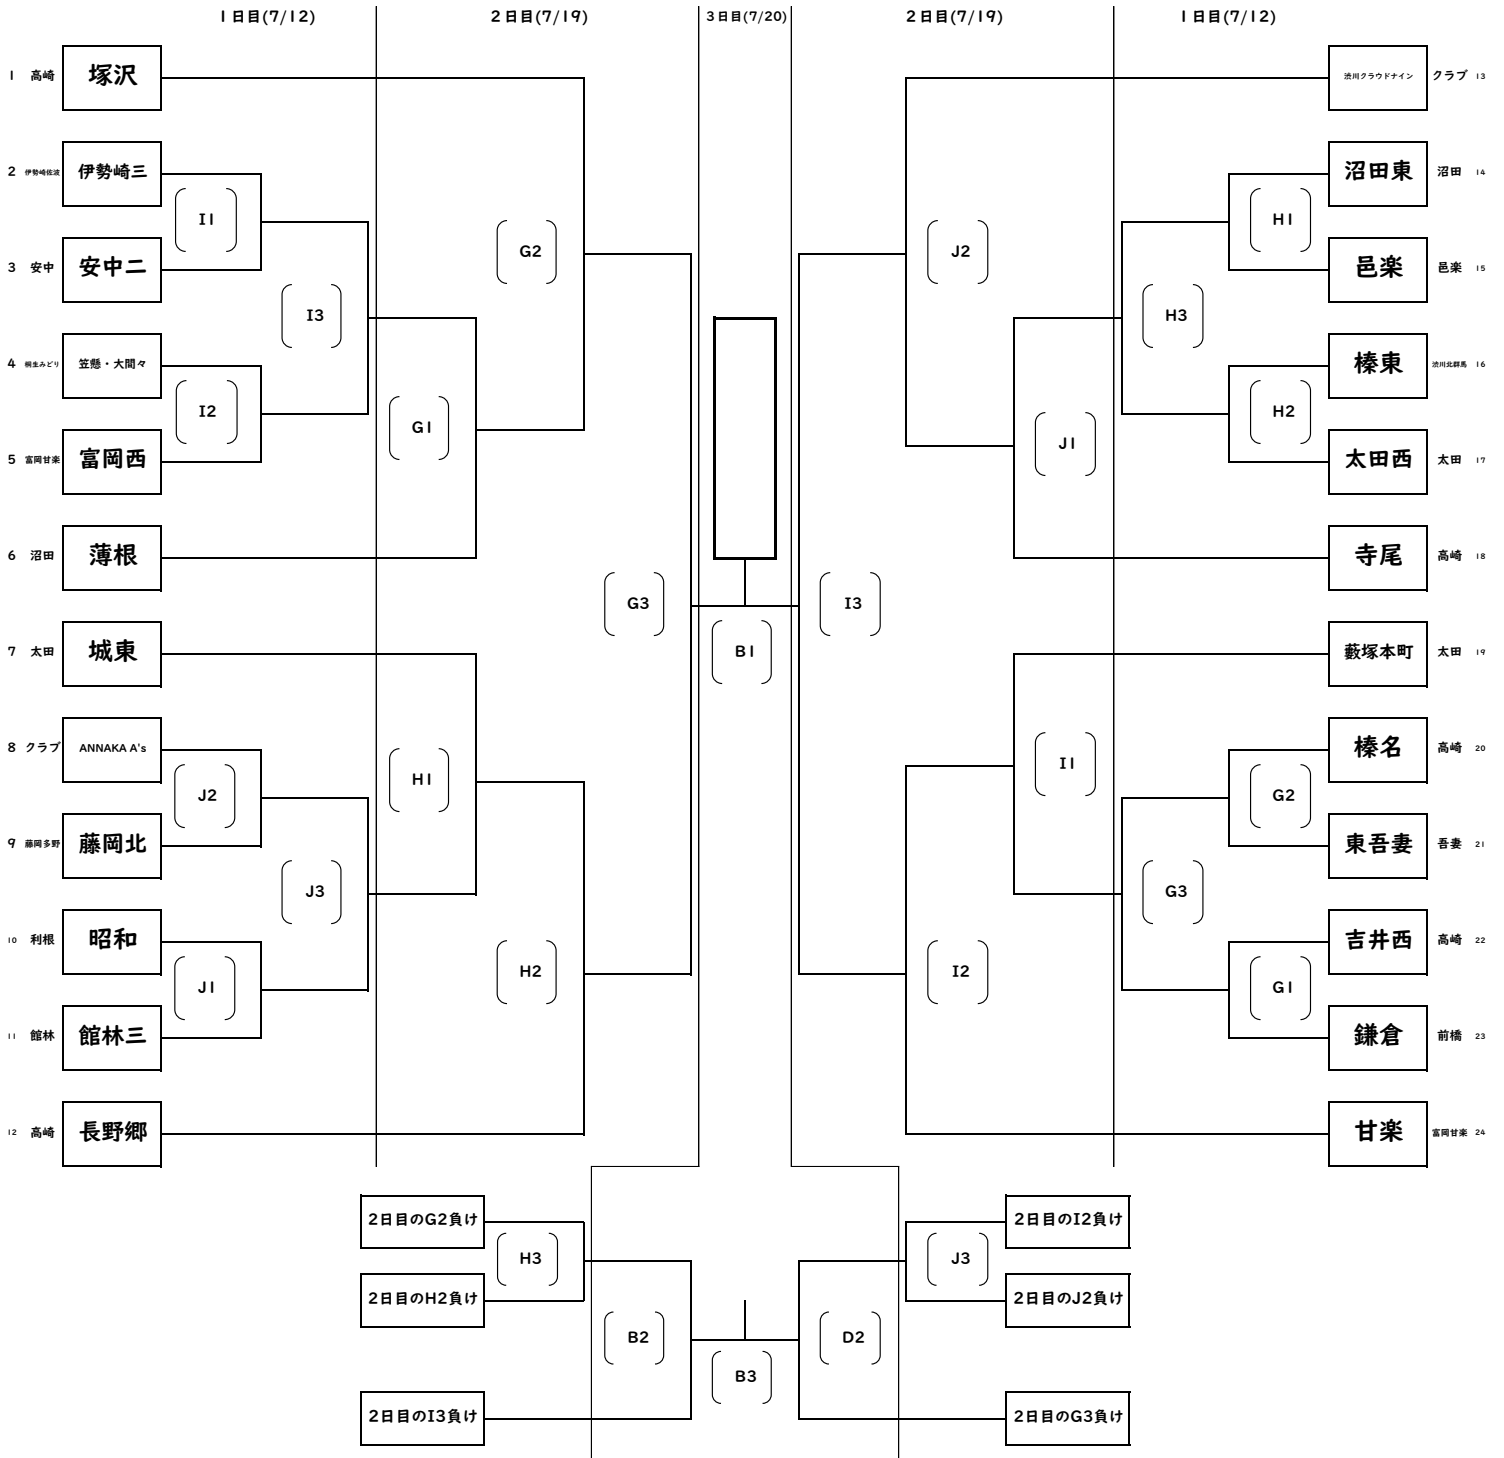 1日目(7/12)　2日目(7/19)　3日目(7/20)　2日目(7/19)　1日目(7/12)
1　高崎　塚沢
2　伊勢崎佐波　伊勢崎三
I1
3　安中　安中二
I3
4　桐生みどり　笠懸・大間々
I2
5　富岡甘楽　富岡西
6　沼田　薄根
G1
G2
7　太田　城東
8　クラブ　ANNAKA A's
J2
9　藤岡多野　藤岡北
J3
10　利根　昭和
J1
11　館林　館林三
12　高崎　長野郷
H1
H2
G3
B1
I3
J2
J1
I1
I2
渋川クラウドナイン　クラブ　13
沼田東　沼田　14
H1
邑楽　邑楽　15
H3
榛東　渋川北群馬　16
H2
太田西　太田　17
寺尾　高崎　18
藪塚本町　太田　19
榛名　高崎　20
G2
東吾妻　吾妻　21
G3
吉井西　高崎　22
G1
鎌倉　前橋　23
甘楽　富岡甘楽　24
2日目のG2負け
H3
2日目のH2負け
B2
2日目のI3負け
B3
2日目のI2負け
J3
2日目のJ2負け
D2
2日目のG3負け